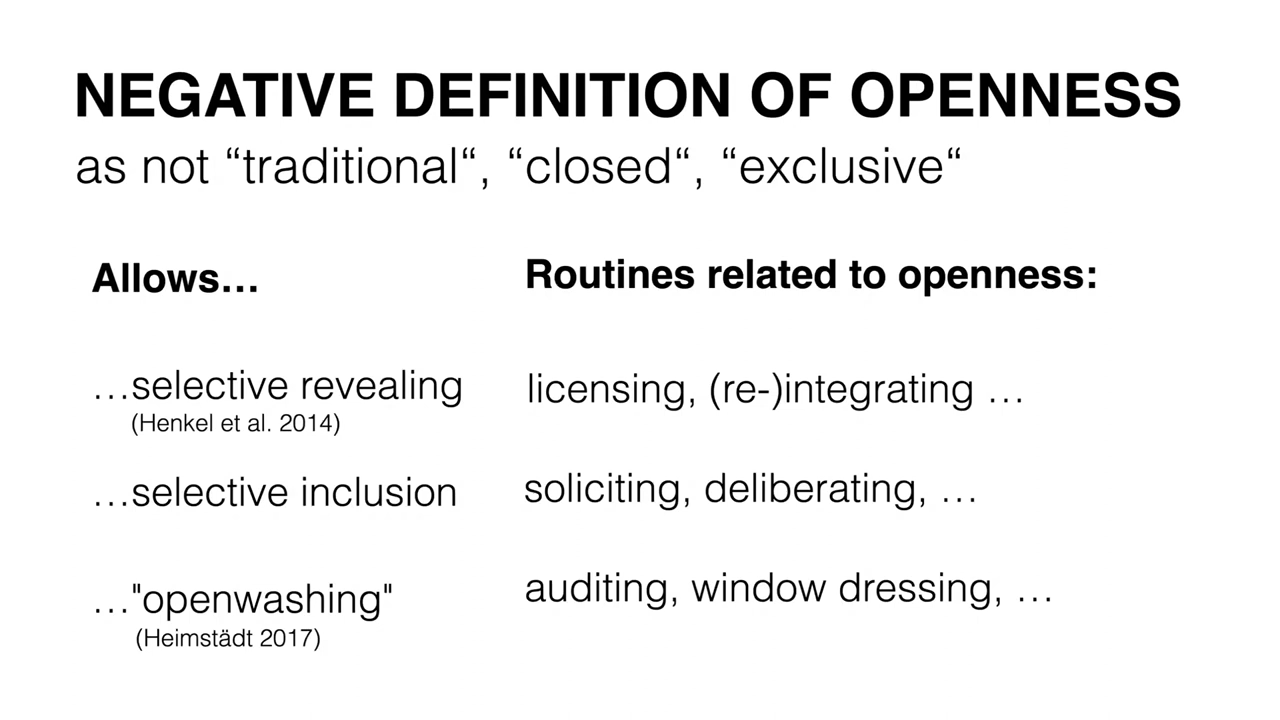 NEGATIVE DEFINITION OF OPENNESS
as not “traditional“, “closed“, “exclusive“
Allows…
Routines related to openness:
…selective revealing
(Henkel et al. 2014)
licensing, (re-)integrating …
…selective inclusion
soliciting, deliberating, …
…"openwashing"
(Heimstädt 2017)
auditing, window dressing, …